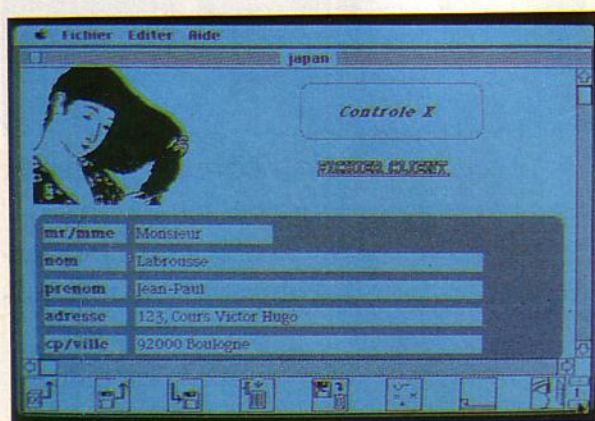 Fichier Editer Aide
japan
Controle X
FICHIER CLIENT
mr/mme Monsieur
nom Labrousse
prenom Jean-Paul
adresse 123, Cours Victor Hugo
cp/ville 92000 Boulogne
1